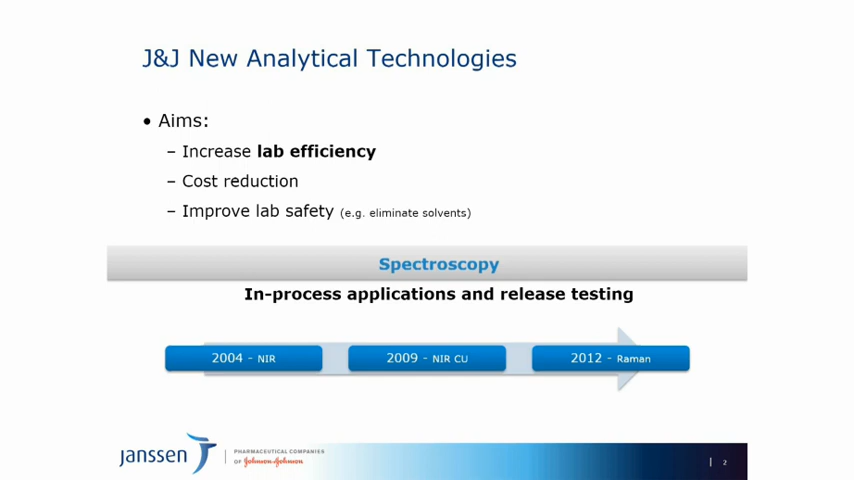 J&J New Analytical Technologies
• Aims:
– Increase lab efficiency
– Cost reduction
– Improve lab safety (e.g. eliminate solvents)
Spectroscopy
In-process applications and release testing
2004 - NIR
2009 - NIR CU
2012 - Raman
janssen
PHARMACEUTICAL COMPANIES
OF Johnson & Johnson
| 2